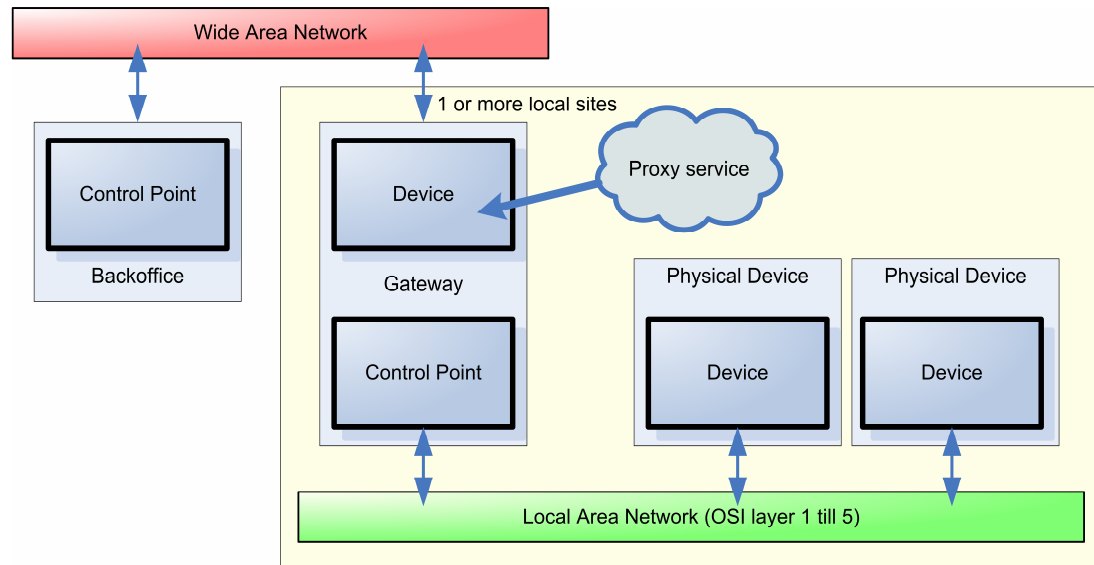 Wide Area Network
1 or more local sites
Control Point
Backoffice
Device
Gateway
Control Point
Proxy service
Physical Device
Device
Physical Device
Device
Local Area Network (OSI layer 1 till 5)